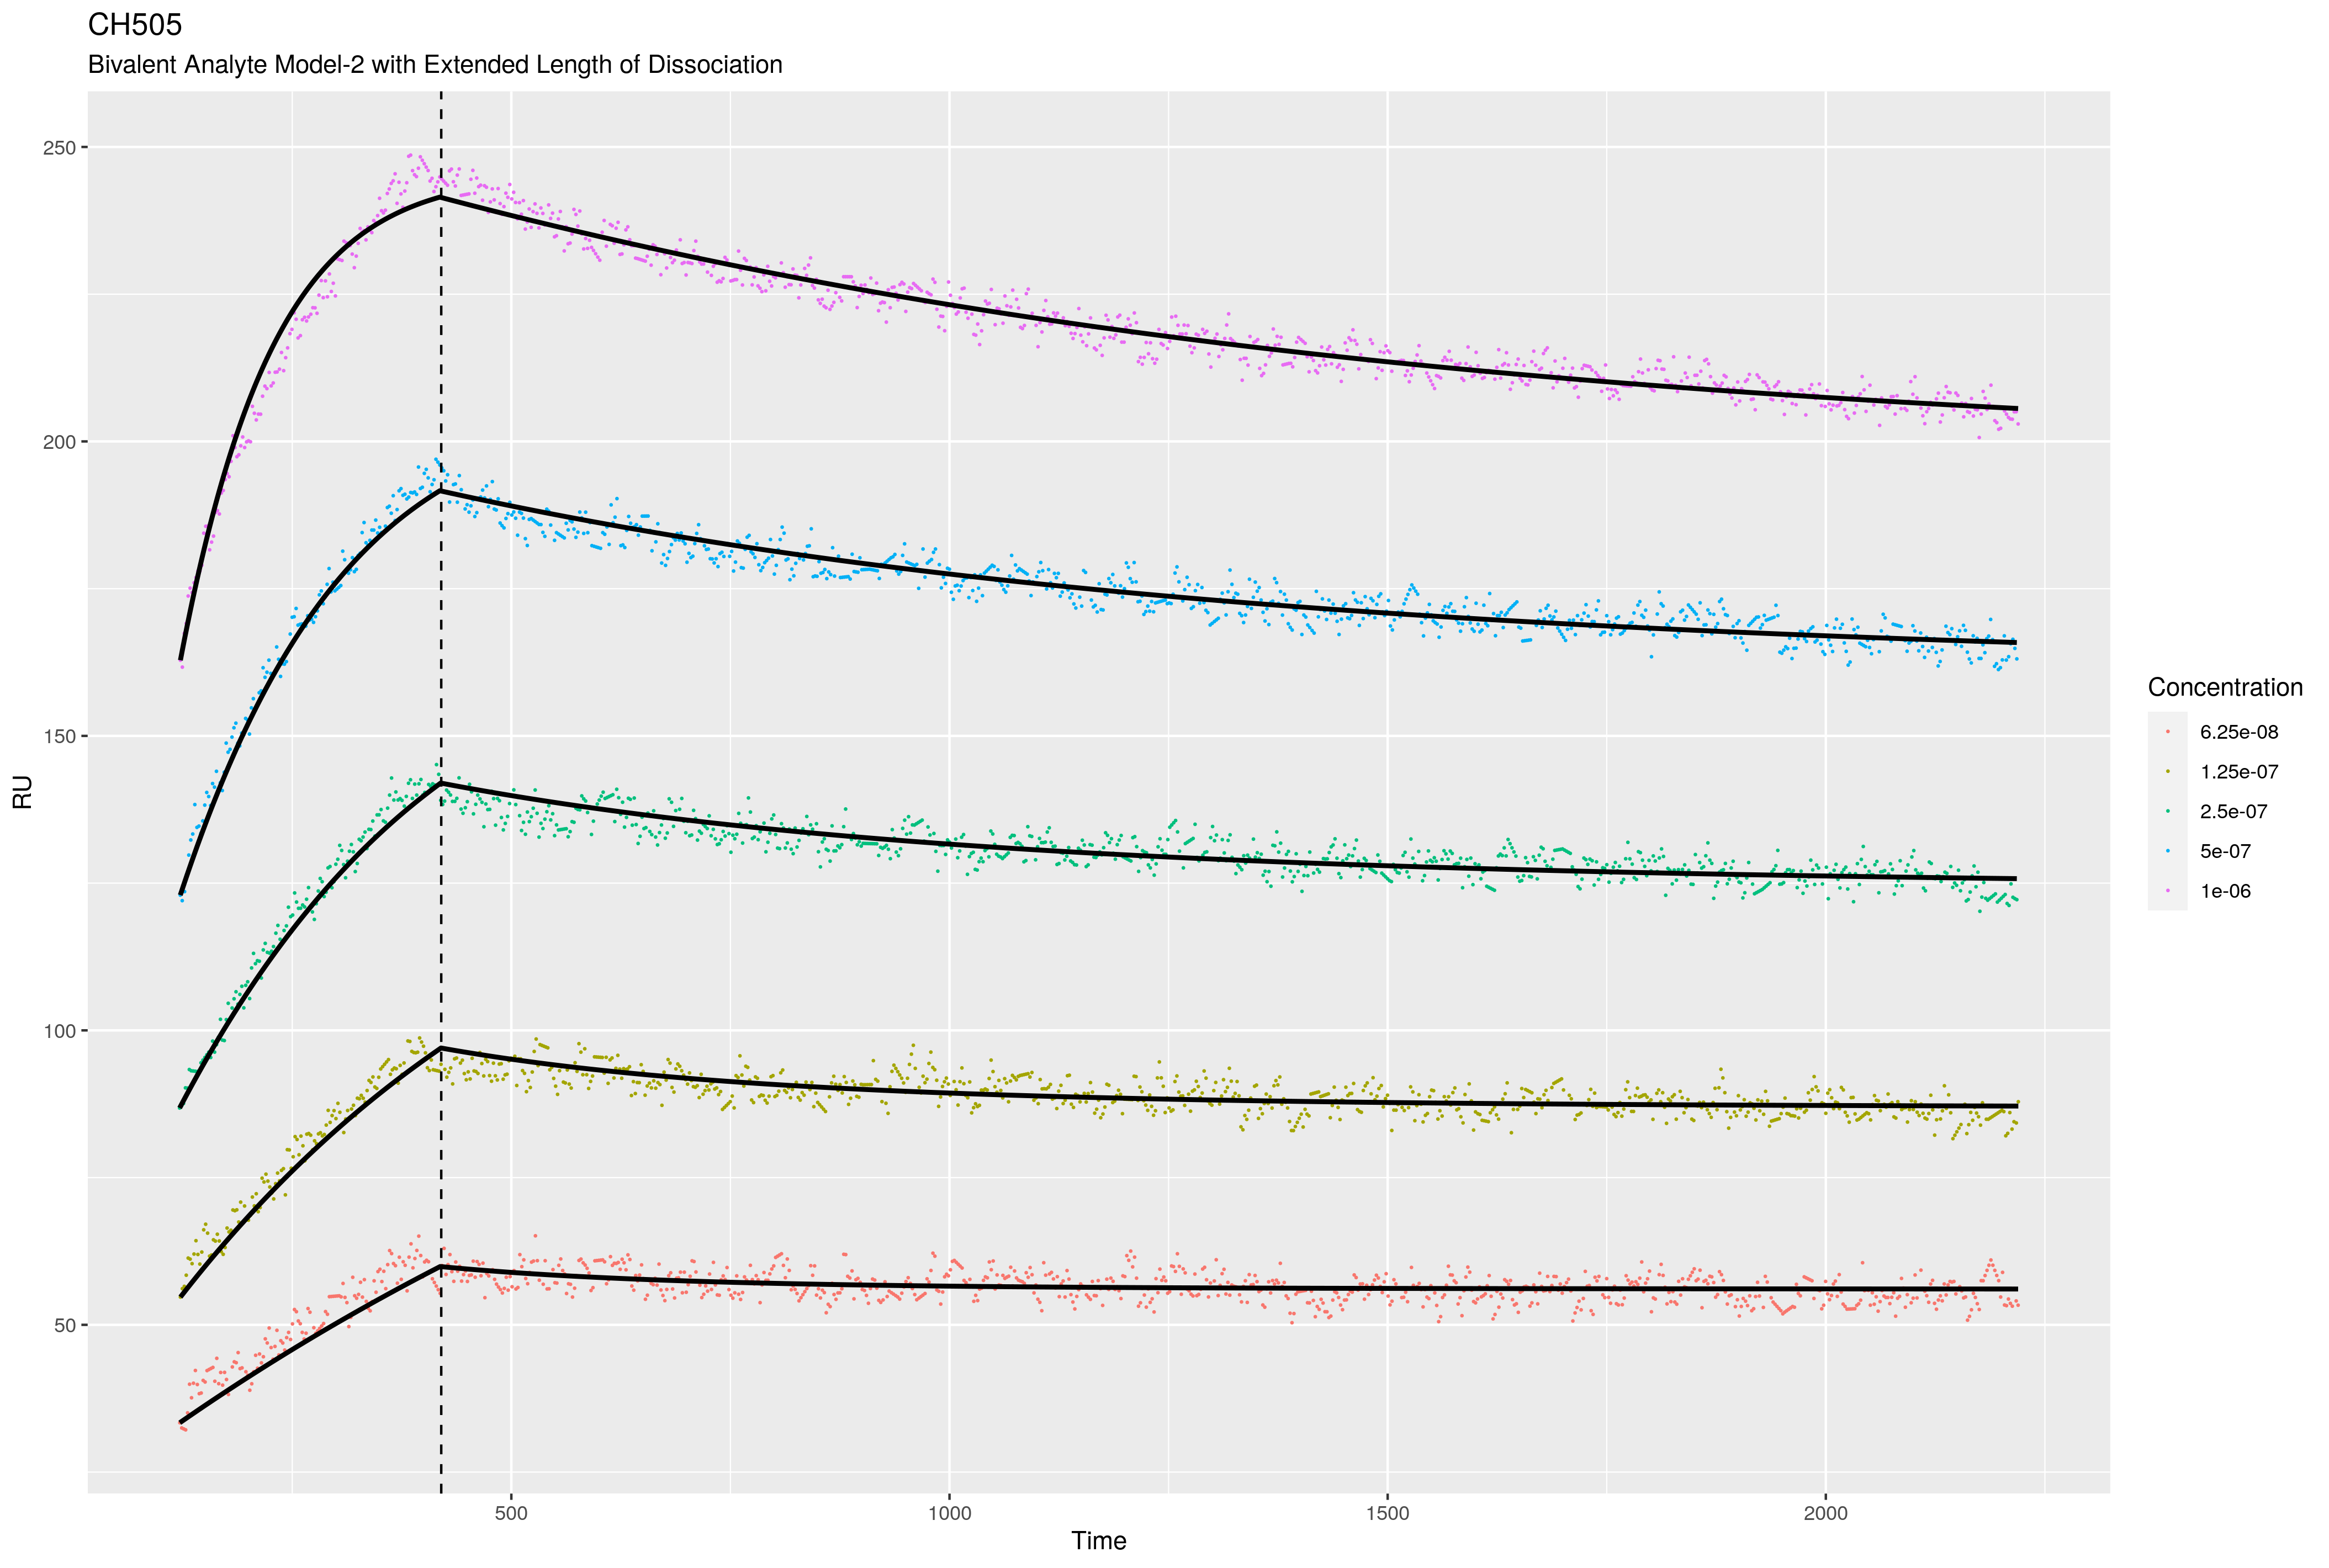 CH505
Bivalent Analyte Model-2 with Extended Length of Dissociation
250
200
150
100
50
RU
500
1000
1500
2000
Time
Concentration
6.25e-08
1.25e-07
2.5e-07
5e-07
1e-06